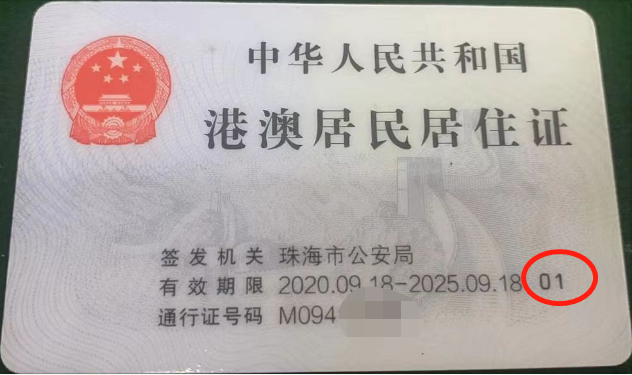 中华人民共和国
港澳居民居住证
签发机关 珠海市公安局
有效期限 2020.09.18-2025.09.18 01
通行证号码 M094